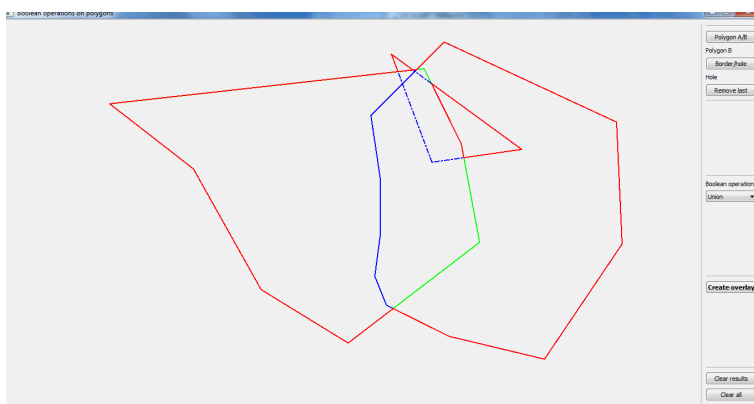 Boolean operations on polygons
Polygon A/B
Polygon B
Border/hole
Hole
Remove last
Boolean operation
Union
Create overlay
Clear results
Clear all